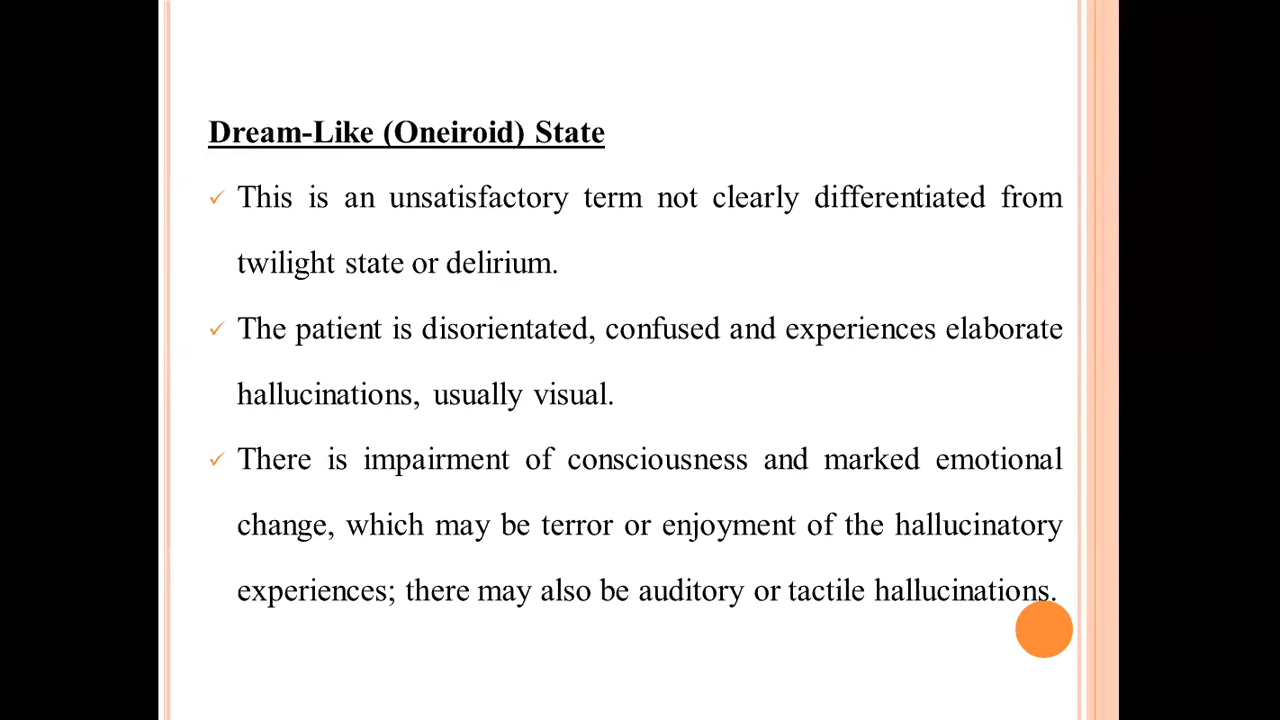 Dream-Like (Oneiroid) State
✓ This is an unsatisfactory term not clearly differentiated from
twilight state or delirium.
✓ The patient is disorientated, confused and experiences elaborate
hallucinations, usually visual.
✓ There is impairment of consciousness and marked emotional
change, which may be terror or enjoyment of the hallucinatory
experiences; there may also be auditory or tactile hallucinations.